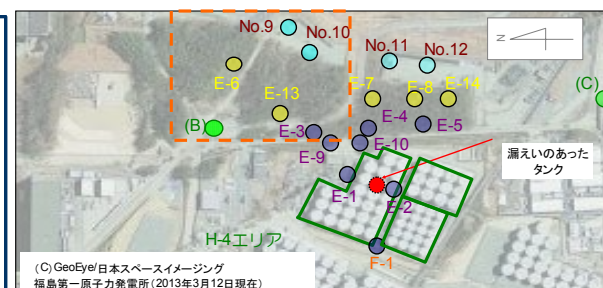 No.9
No.10
No.11
No.12
N
E-6
E-13
E-7
E-8
E-14
(C)
(B)
E-3
E-4
E-5
E-9
E-10
E-1
E-2
漏えいのあった
タンク
H-4エリア
F-1
(C)GeoEye/日本スペースイメージング
福島第一原子力発電所(2013年3月12日現在)